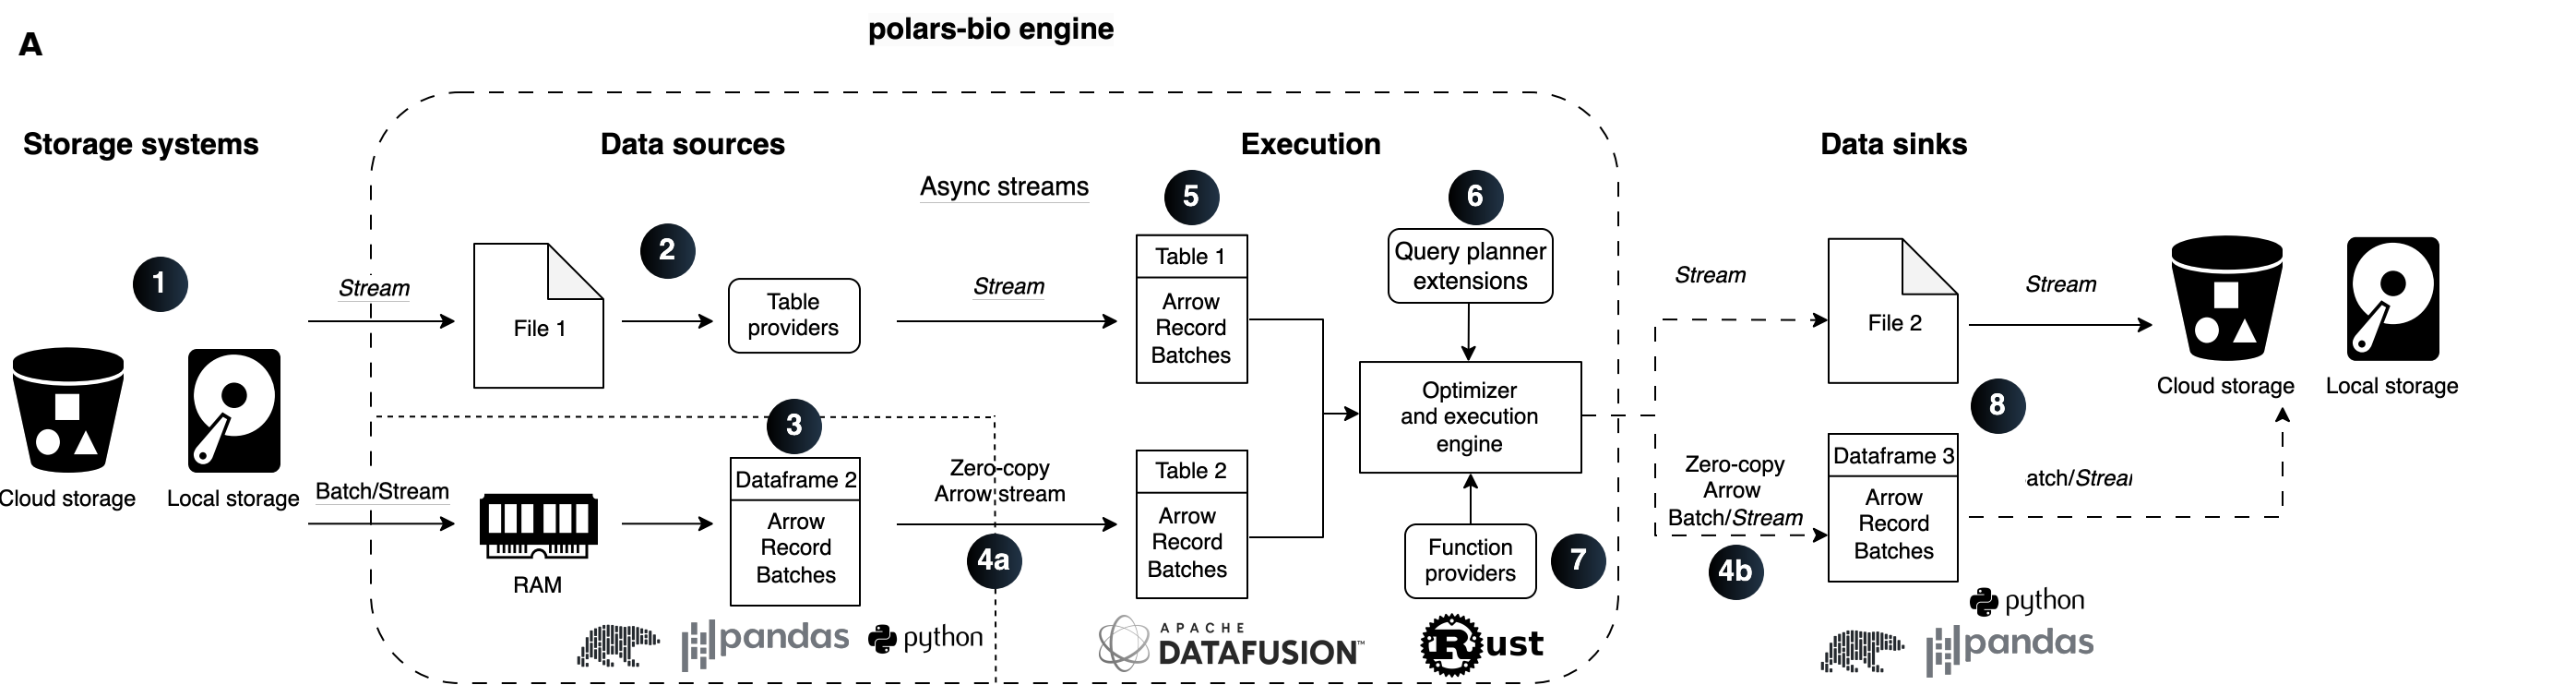 A
polars-bio engine
Storage systems
Data sources
Execution
Data sinks
Async streams
1
2
3
4a
4b
5
6
7
8
Cloud storage
Local storage
Stream
File 1
Table
providers
Stream
Table 1
Arrow
Record
Batches
Query planner
extensions
Optimizer
and execution
engine
Batch/Stream
RAM
Dataframe 2
Arrow
Record
Batches
Zero-copy
Arrow stream
Table 2
Arrow
Record
Batches
Function
providers
Stream
File 2
Stream
Cloud storage
Local storage
Zero-copy
Arrow
Batch/Stream
Dataframe 3
Arrow
Record
Batches
atch/Strea
pandas
python
APACHE
DATAFUSION™
Rust
python
pandas